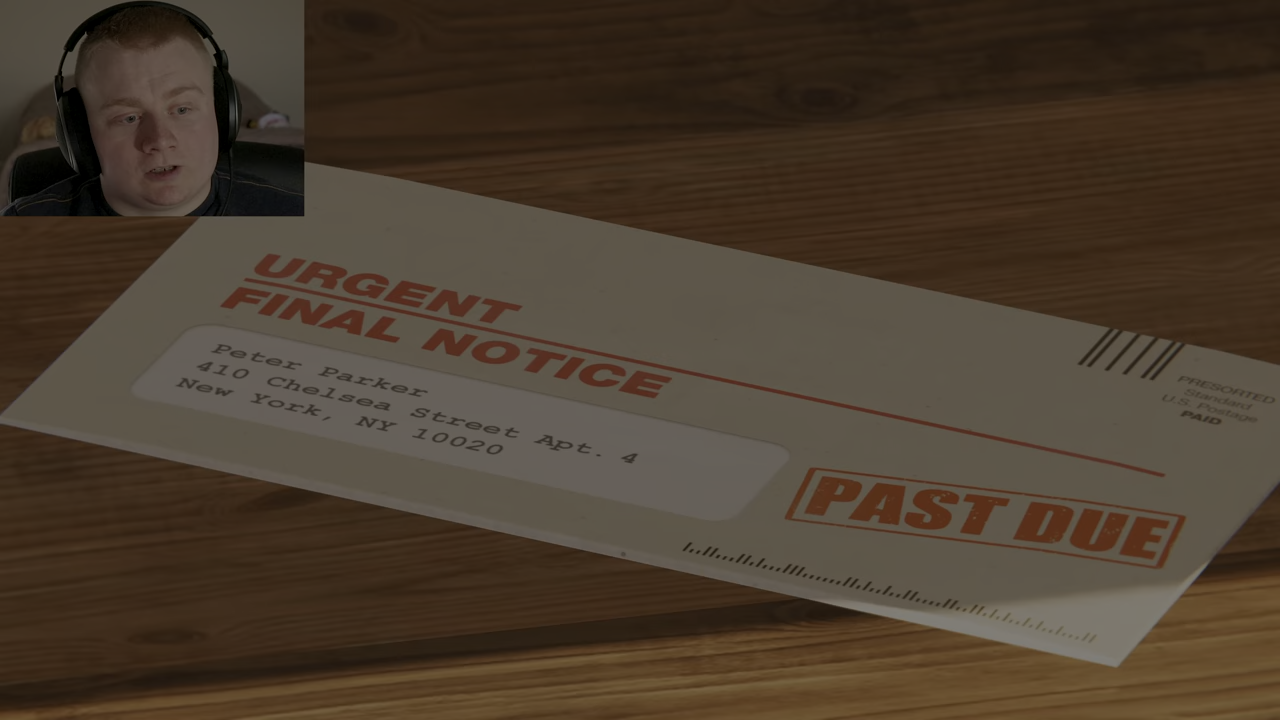 URGENT
FINAL NOTICE
Peter Parker
410 Chelsea Street Apt. 4
New York, NY 10020
PRESORTED
Standard
U.S. Postage
PAID
PAST DUE